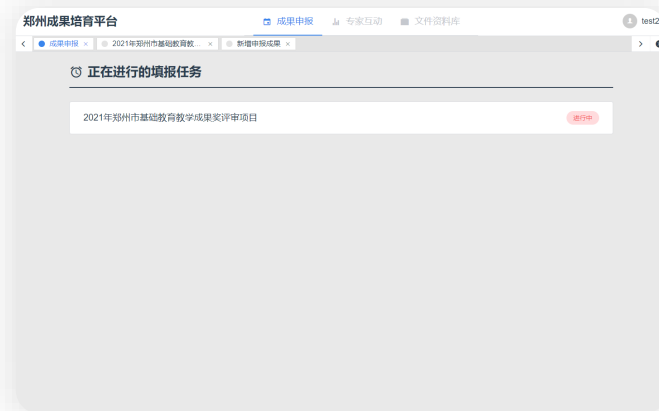 郑州成果培育平台
成果申报 专家互动 文件资料库 test2
成果申报 × 2021年郑州市基础教育教... × 新增申报成果 ×
正在进行的填报任务
2021年郑州市基础教育教学成果奖评审项目 进行中